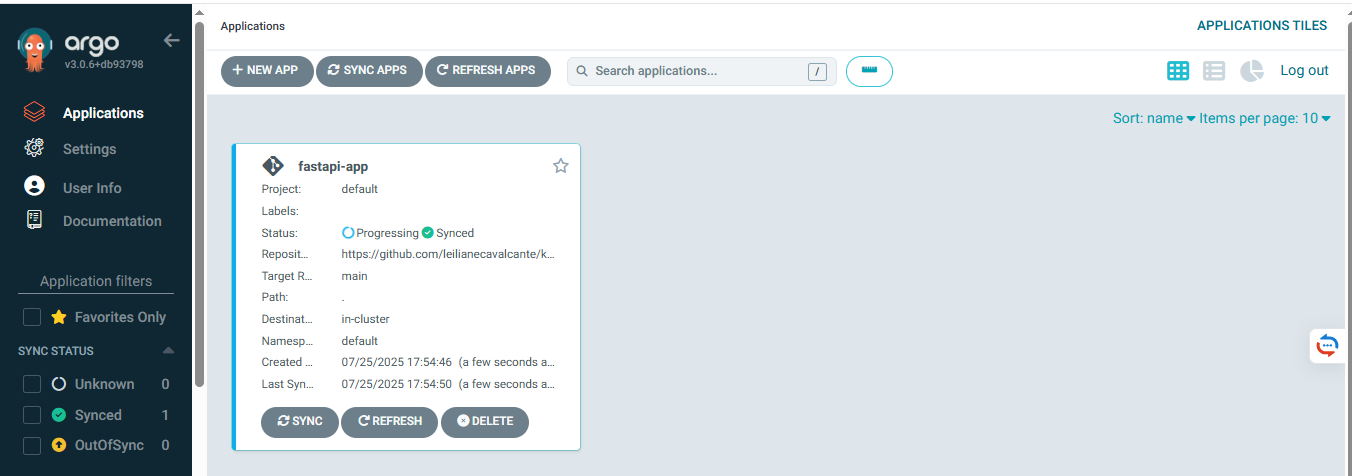 argo
v3.0.6+db93798
Applications
Settings
User Info
Documentation
Application filters
Favorites Only
SYNC STATUS
Unknown 0
Synced 1
OutOfSync 0
Applications
APPLICATIONS TILES
NEW APP SYNC APPS REFRESH APPS Search applications... / Log out
Sort: name Items per page: 10
fastapi-app
Project: default
Labels:
Status: Progressing Synced
Reposit... https://github.com/leilianecavalcante/k...
Target R... main
Path: .
Destinat... in-cluster
Namesp... default
Created ... 07/25/2025 17:54:46 (a few seconds a...
Last Syn... 07/25/2025 17:54:50 (a few seconds a...
SYNC REFRESH DELETE